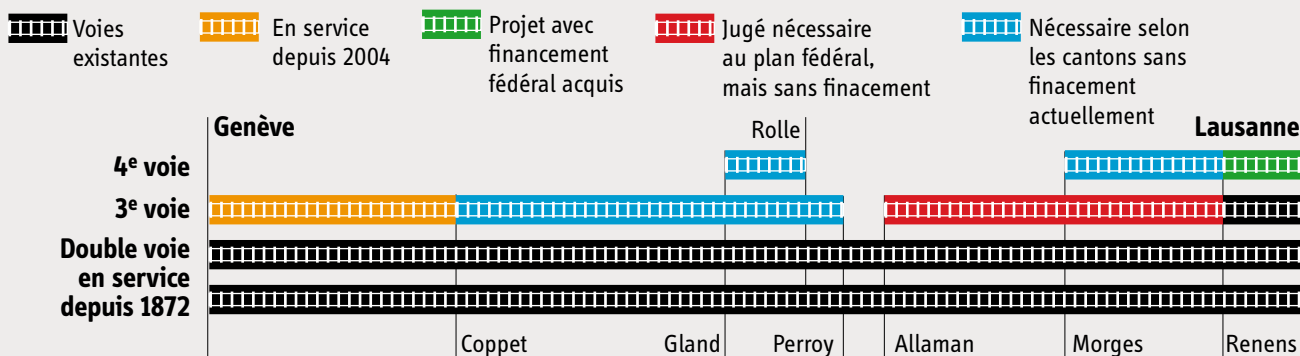 Voies
existantes
En service
depuis 2004
Projet avec
financement
fédéral acquis
Jugé nécessaire
au plan fédéral,
mais sans finacement
Nécessaire selon
les cantons sans
finacement
actuellement
Genève
Rolle
Lausanne
4e voie
3e voie
Double voie
en service
depuis 1872
Coppet
Gland
Perroy
Allaman
Morges
Renens